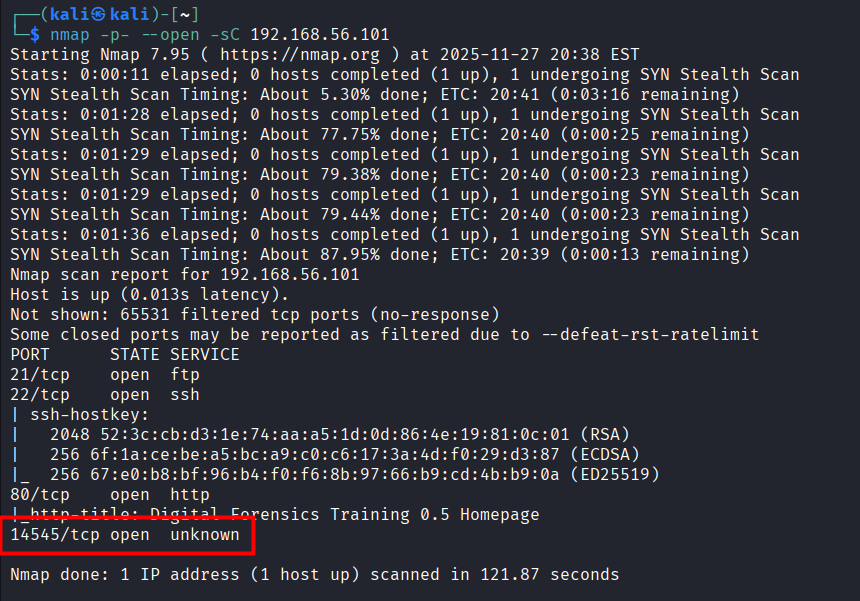 ┌──(kali㉿kali)-[~]
└─$ nmap -p- --open -sC 192.168.56.101
Starting Nmap 7.95 ( https://nmap.org ) at 2025-11-27 20:38 EST
Stats: 0:00:11 elapsed; 0 hosts completed (1 up), 1 undergoing SYN Stealth Scan
SYN Stealth Scan Timing: About 5.30% done; ETC: 20:41 (0:03:16 remaining)
Stats: 0:01:28 elapsed; 0 hosts completed (1 up), 1 undergoing SYN Stealth Scan
SYN Stealth Scan Timing: About 77.75% done; ETC: 20:40 (0:00:25 remaining)
Stats: 0:01:29 elapsed; 0 hosts completed (1 up), 1 undergoing SYN Stealth Scan
SYN Stealth Scan Timing: About 79.38% done; ETC: 20:40 (0:00:23 remaining)
Stats: 0:01:29 elapsed; 0 hosts completed (1 up), 1 undergoing SYN Stealth Scan
SYN Stealth Scan Timing: About 79.44% done; ETC: 20:40 (0:00:23 remaining)
Stats: 0:01:36 elapsed; 0 hosts completed (1 up), 1 undergoing SYN Stealth Scan
SYN Stealth Scan Timing: About 87.95% done; ETC: 20:39 (0:00:13 remaining)
Nmap scan report for 192.168.56.101
Host is up (0.013s latency).
Not shown: 65531 filtered tcp ports (no-response)
Some closed ports may be reported as filtered due to --defeat-rst-ratelimit
PORT      STATE SERVICE
21/tcp    open  ftp
22/tcp    open  ssh
| ssh-hostkey:
|   2048 52:3c:cb:d3:1e:74:aa:a5:1d:0d:86:4e:19:81:0c:01 (RSA)
|   256 6f:1a:ce:be:a5:bc:a9:c0:c6:17:3a:4d:f0:29:d3:87 (ECDSA)
|_  256 67:e0:b8:bf:96:b4:f0:f6:8b:97:66:b9:cd:4b:b9:0a (ED25519)
80/tcp    open  http
|_http-title: Digital Forensics Training 0.5 Homepage
14545/tcp open  unknown
Nmap done: 1 IP address (1 host up) scanned in 121.87 seconds